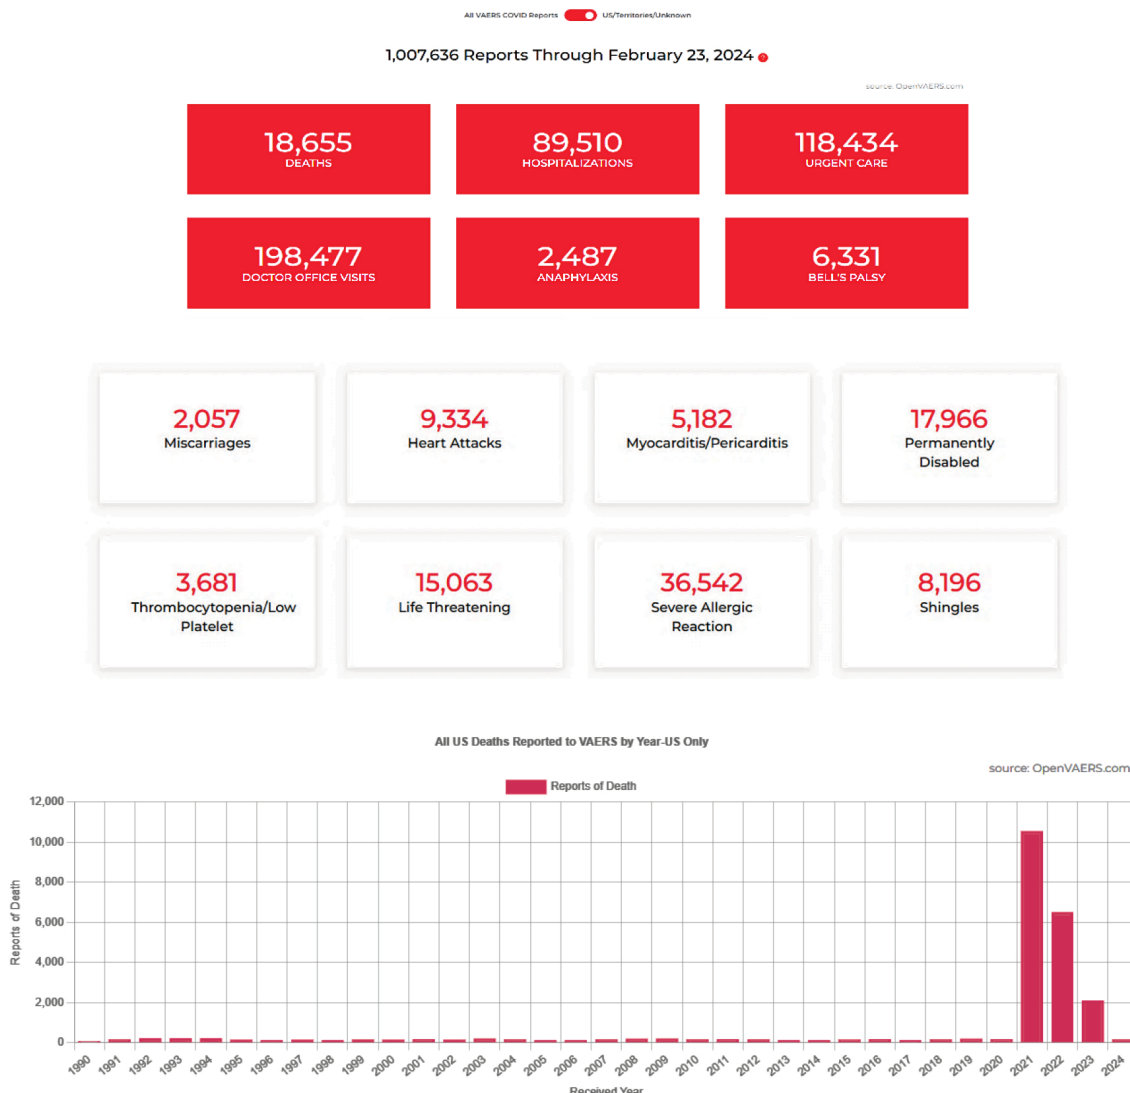 All VAERS COVID Reports US/Territories/Unknown
1,007,636 Reports Through February 23, 2024 ?
source: OpenVAERS.com
18,655
DEATHS
89,510
HOSPITALIZATIONS
118,434
URGENT CARE
198,477
DOCTOR OFFICE VISITS
2,487
ANAPHYLAXIS
6,331
BELL'S PALSY
2,057
Miscarriages
9,334
Heart Attacks
5,182
Myocarditis/Pericarditis
17,966
Permanently
Disabled
3,681
Thrombocytopenia/Low
Platelet
15,063
Life Threatening
36,542
Severe Allergic
Reaction
8,196
Shingles
All US Deaths Reported to VAERS by Year-US Only
source: OpenVAERS.com
Reports of Death
12,000
10,000
8,000
6,000
4,000
2,000
0
Reports of Death
1990 1991 1992 1993 1994 1995 1996 1997 1998 1999 2000 2001 2002 2003 2004 2005 2006 2007 2008 2009 2010 2011 2012 2013 2014 2015 2016 2017 2018 2019 2020 2021 2022 2023 2024
Received Year